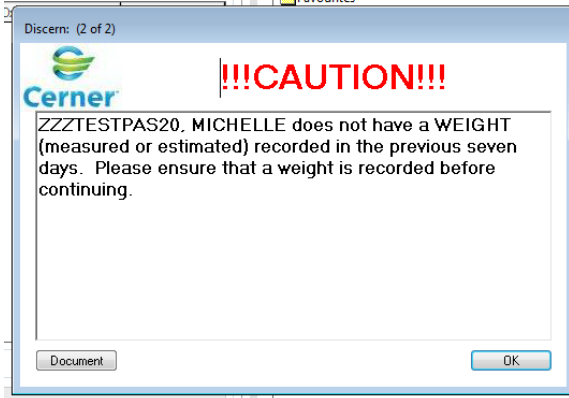 Favourites
Discern: (2 of 2)
Cerner
!!!CAUTION!!!
ZZZTESTPAS20, MICHELLE does not have a WEIGHT
(measured or estimated) recorded in the previous seven
days.  Please ensure that a weight is recorded before
continuing.
Document
OK